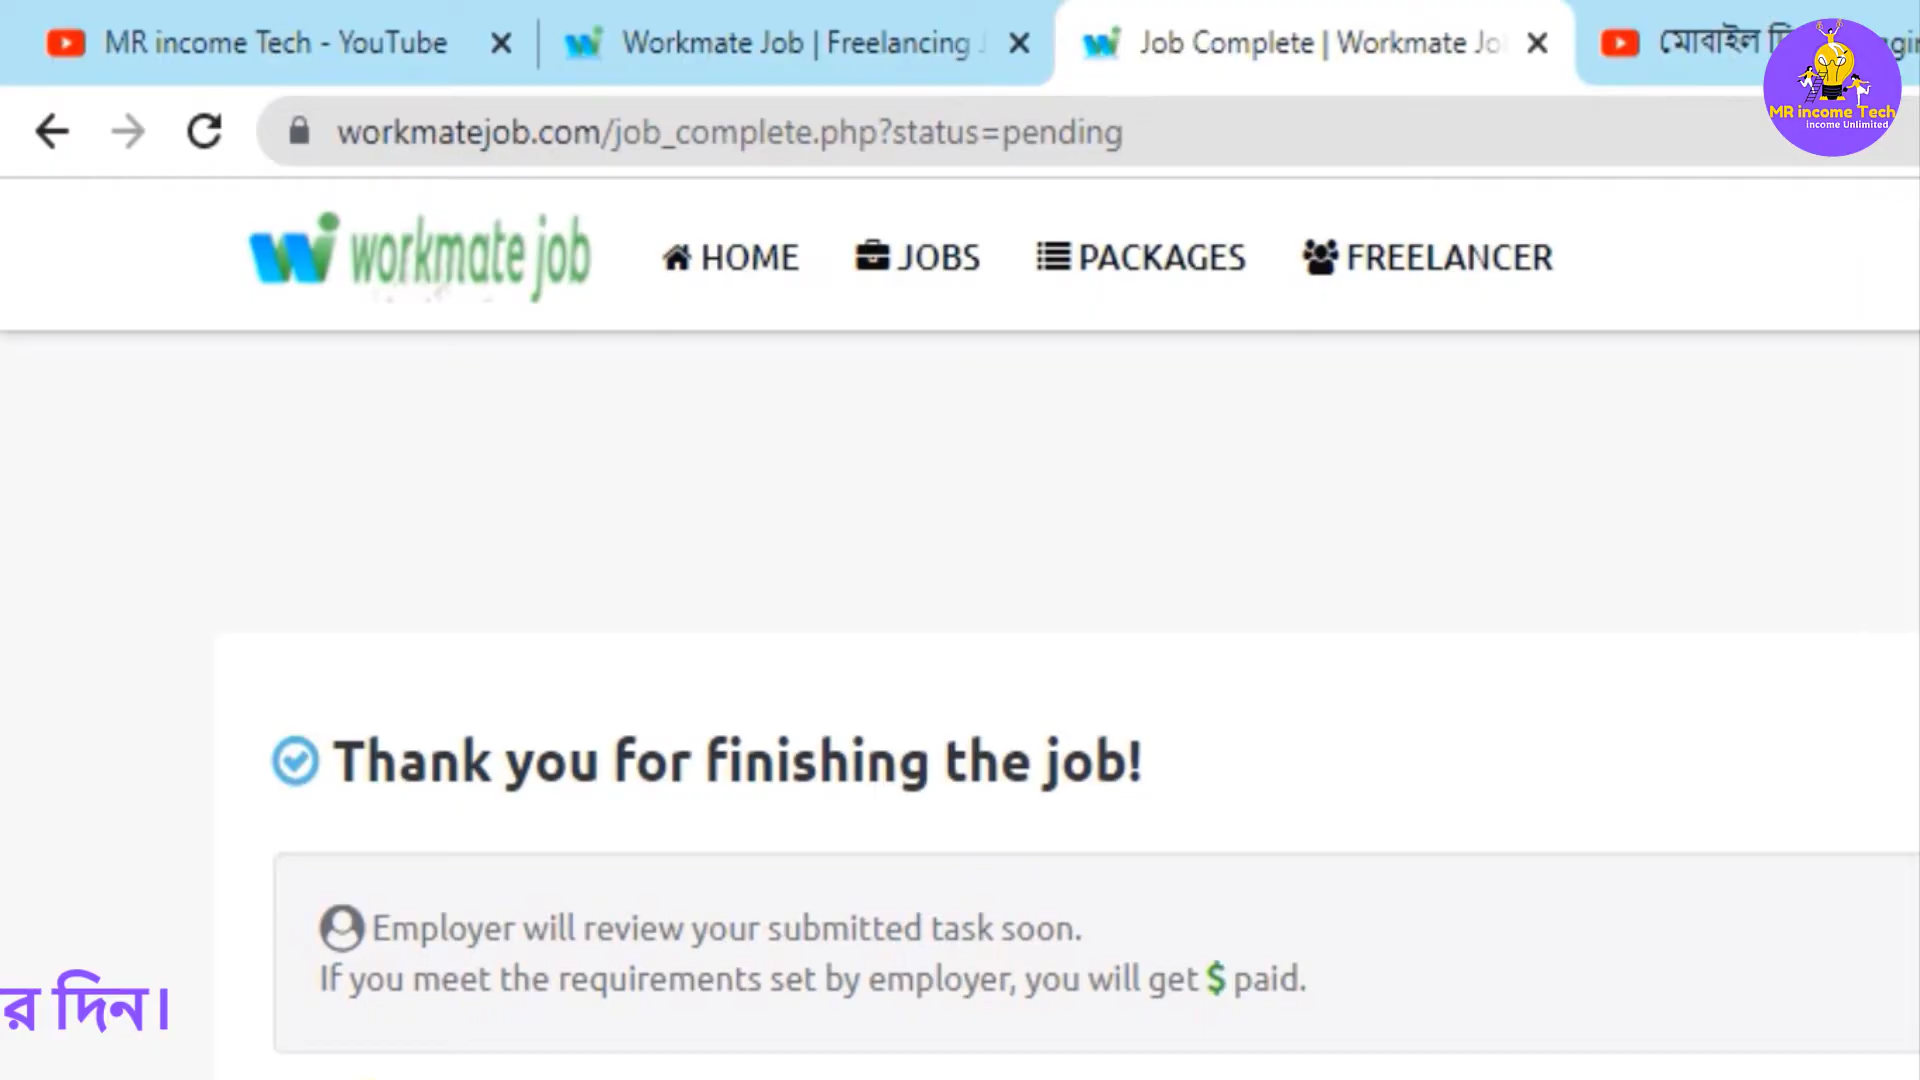 MR income Tech - YouTube
Workmate Job | Freelancing
Job Complete | Workmate Jo
মোবাইল
MR income Tech
income Unlimited
workmatejob.com/job_complete.php?status=pending
workmate job
HOME
JOBS
PACKAGES
FREELANCER
Thank you for finishing the job!
Employer will review your submitted task soon.
If you meet the requirements set by employer, you will get $ paid.
র দিন।